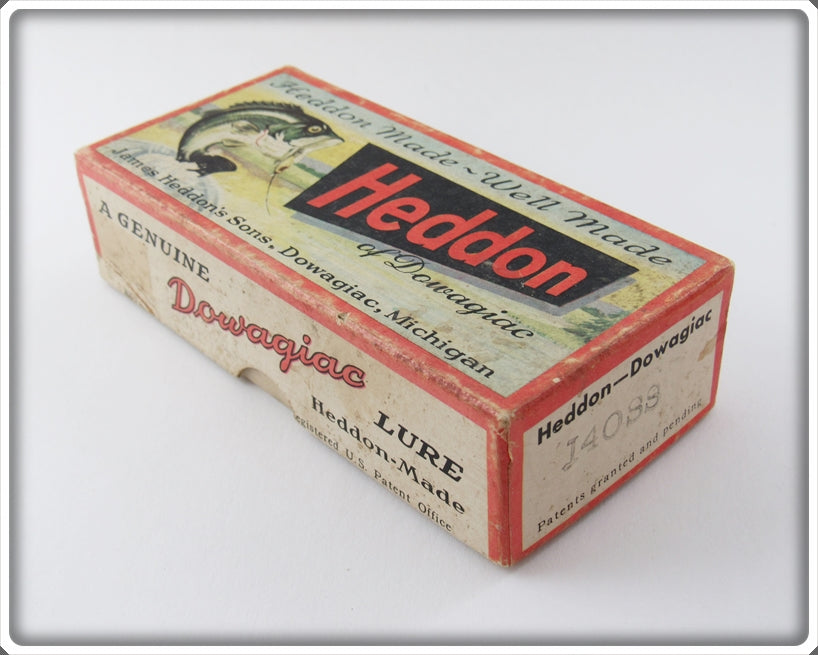 Heddon Made~Well Made
Heddon
of Dowagiac
James Heddon's Sons, Dowagiac, Michigan
A GENUINE
Dowagiac
LURE
Heddon-Made
Registered U.S. Patent Office
Heddon—Dowagiac
140SS
Patents granted and pending